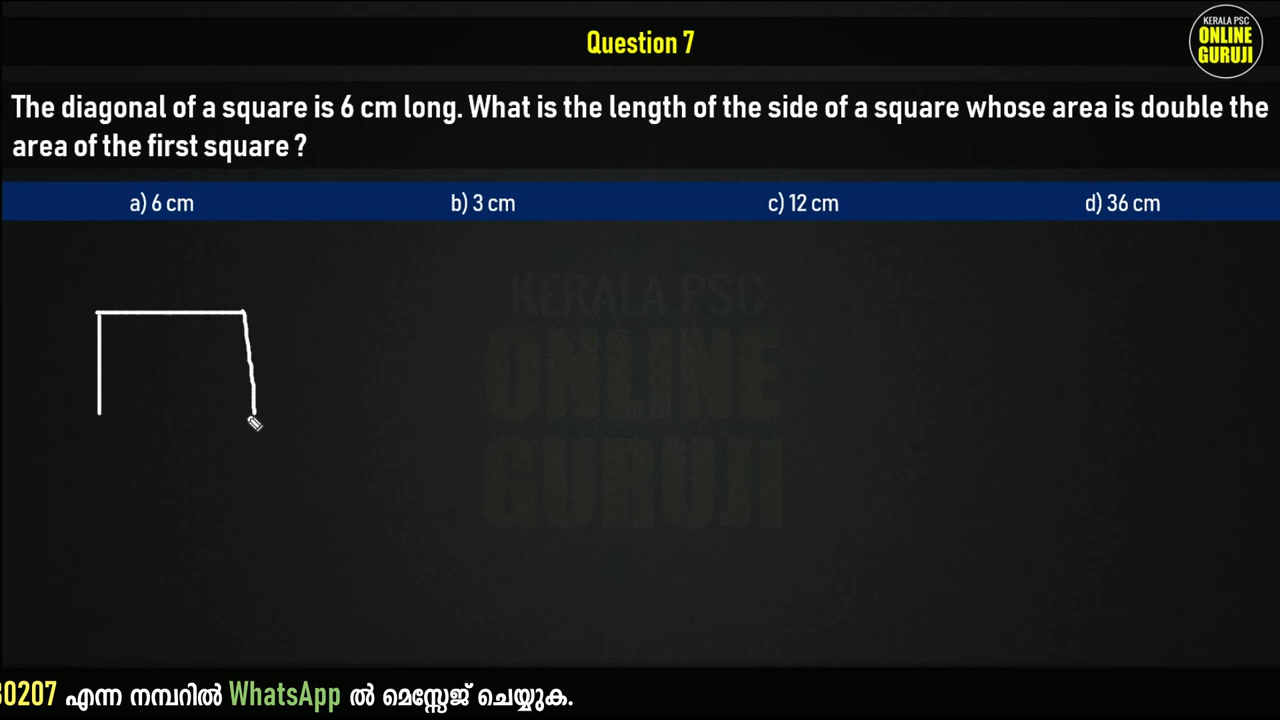 Question 7
KERALA PSC
ONLINE
GURUJI
The diagonal of a square is 6 cm long. What is the length of the side of a square whose area is double the
area of the first square ?
a) 6 cm b) 3 cm c) 12 cm d) 36 cm
KERALA PSC
ONLINE
GURUJI
30207 എന്ന നമ്പറിൽ WhatsApp ൽ മെസ്സേജ് ചെയ്യുക.